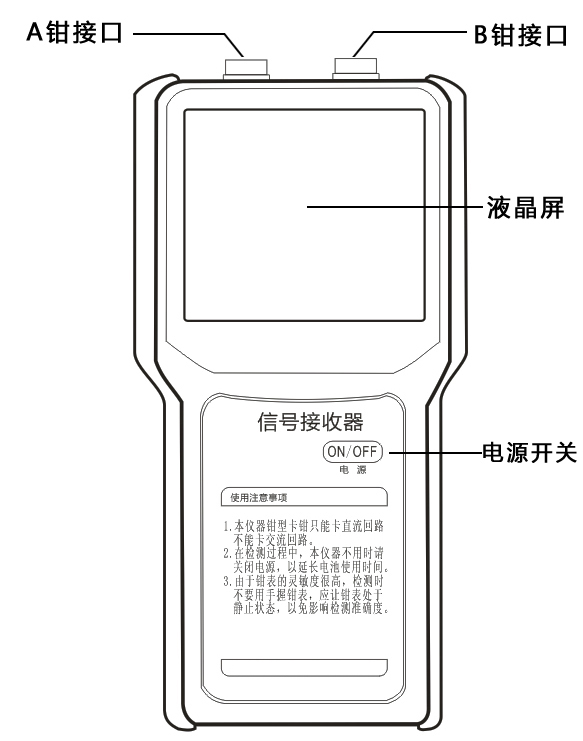 A钳接口
B钳接口
液晶屏
信号接收器
ON/OFF
电源
电源开关
使用注意事项
1.本仪器钳型卡钳只能卡直流回路
不能卡交流回路。
2.在检测过程中，本仪器不用时请
关闭电源，以延长电池使用时间。
3.由于钳表的灵敏度很高，检测时
不要用手握钳表，应让钳表处于
静止状态，以免影响检测准确度。